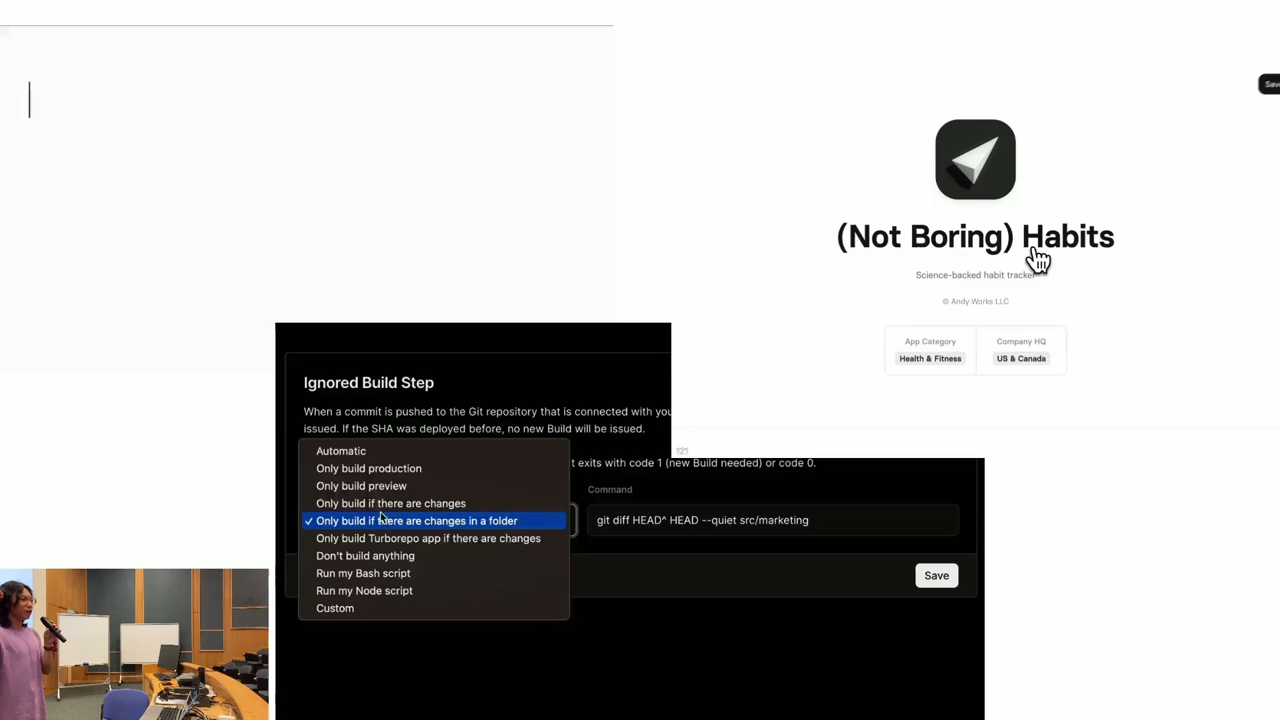 (Not Boring) Habits
Science-backed habit tracker
© Andy Works LLC
App Category
Health & Fitness
Company HQ
US & Canada
121
Ignored Build Step
When a commit is pushed to the Git repository that is connected with
issued. If the SHA was deployed before, no new Build will be issued.
t exits with code 1 (new Build needed) or code 0.
Automatic
Only build production
Only build preview
Only build if there are changes
Only build if there are changes in a folder
Only build Turborepo app if there are changes
Don't build anything
Run my Bash script
Run my Node script
Custom
Command
git diff HEAD^ HEAD --quiet src/marketing
Save